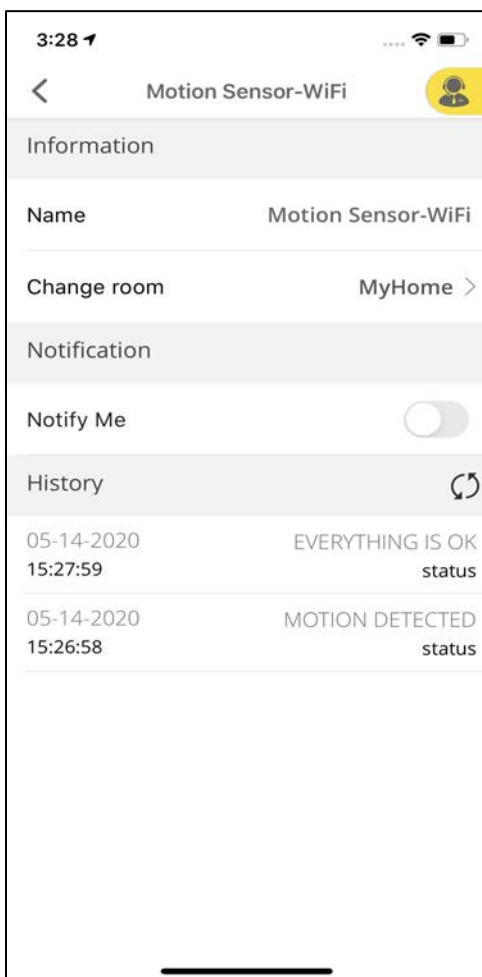 3:28
Motion Sensor-WiFi
Information
Name Motion Sensor-WiFi
Change room MyHome
Notification
Notify Me
History
05-14-2020 EVERYTHING IS OK
15:27:59 status
05-14-2020 MOTION DETECTED
15:26:58 status